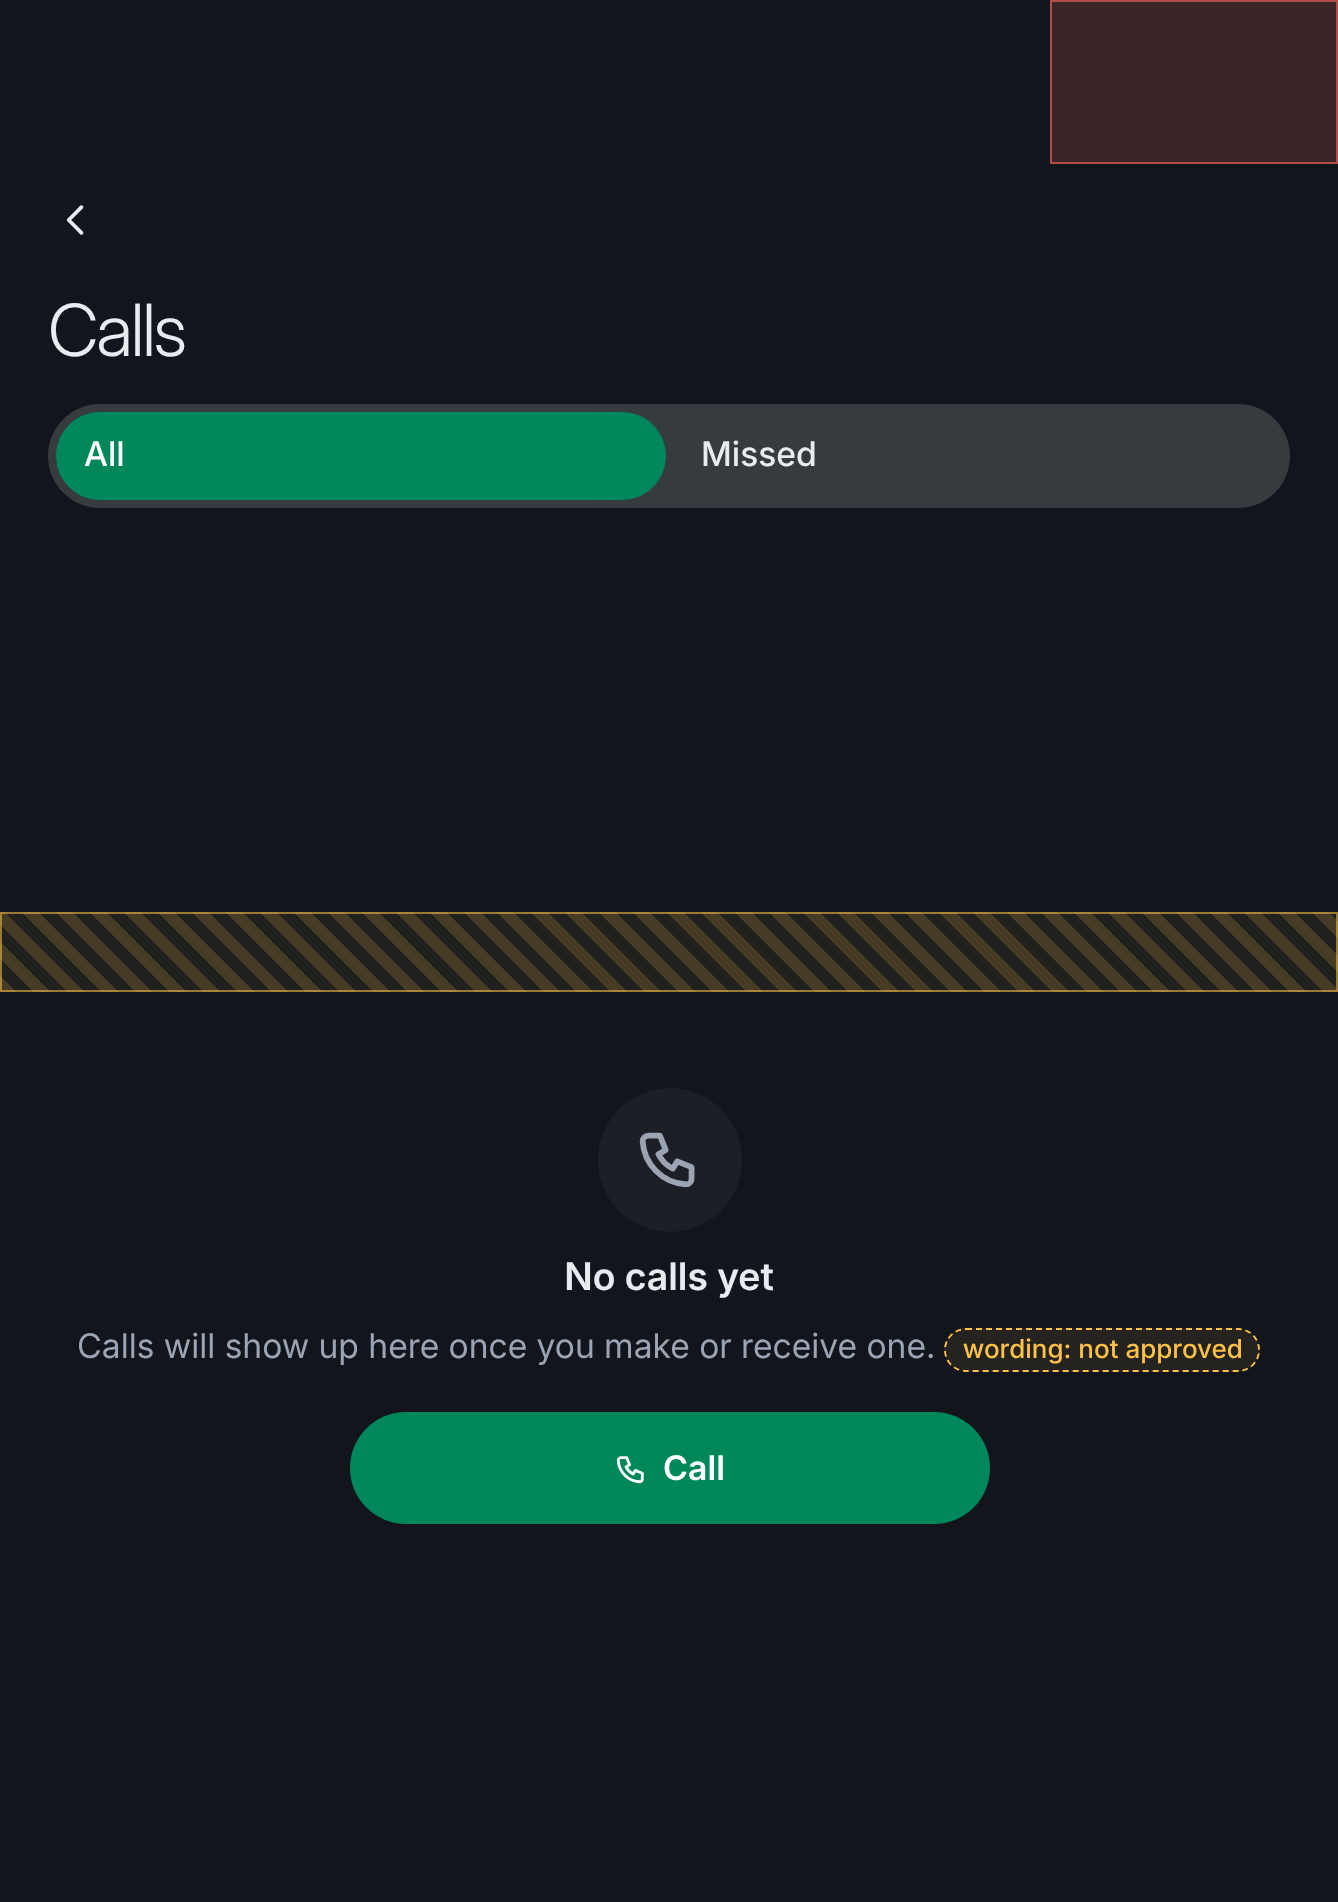 Calls
All Missed
No calls yet
Calls will show up here once you make or receive one. wording: not approved
Call